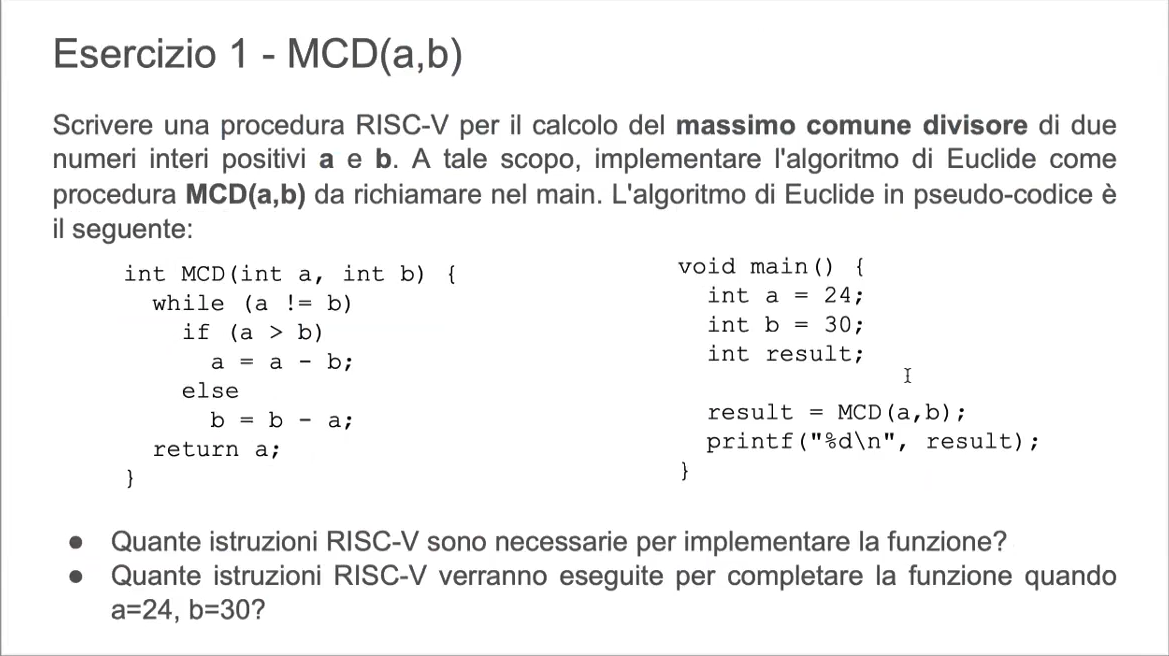 Esercizio 1 - MCD(a,b)
Scrivere una procedura RISC-V per il calcolo del massimo comune divisore di due
numeri interi positivi a e b. A tale scopo, implementare l'algoritmo di Euclide come
procedura MCD(a,b) da richiamare nel main. L'algoritmo di Euclide in pseudo-codice è
il seguente:
int MCD(int a, int b) {
while (a != b)
if (a > b)
a = a - b;
else
b = b - a;
return a;
}
void main() {
int a = 24;
int b = 30;
int result;
result = MCD(a,b);
printf("%d\n", result);
}
● Quante istruzioni RISC-V sono necessarie per implementare la funzione?
● Quante istruzioni RISC-V verranno eseguite per completare la funzione quando
a=24, b=30?